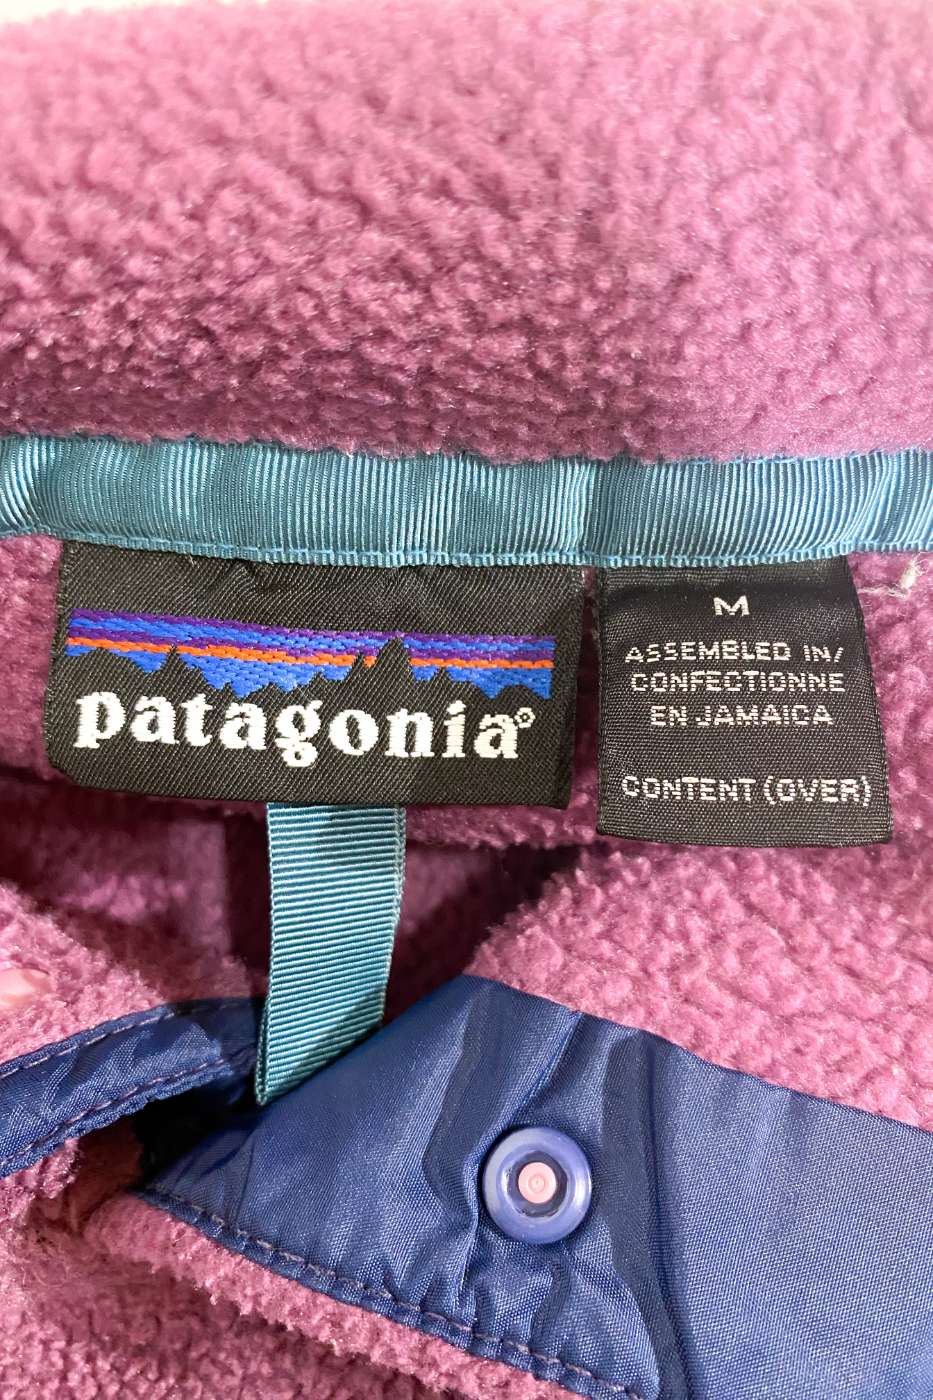 patagonia®
M
ASSEMBLED IN/
CONFECTIONNE
EN JAMAICA
CONTENT (OVER)